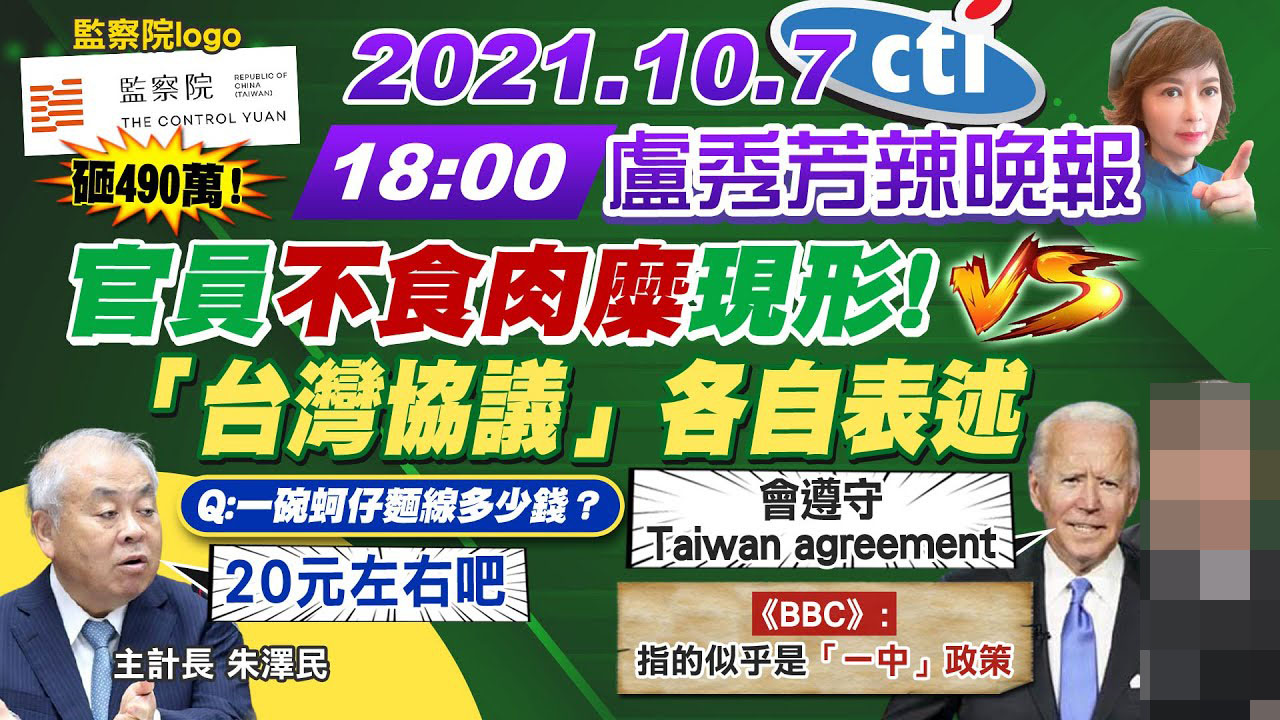 監察院logo
監察院
REPUBLIC OF
CHINA
(TAIWAN)
THE CONTROL YUAN
砸490萬!
2021.10.7
cti
18:00
盧秀芳辣晚報
官員不食肉糜現形!
VS
「台灣協議」各自表述
Q:一碗蚵仔麵線多少錢?
20元左右吧
主計長 朱澤民
會遵守
Taiwan agreement
《BBC》:
指的似乎是「一中」政策